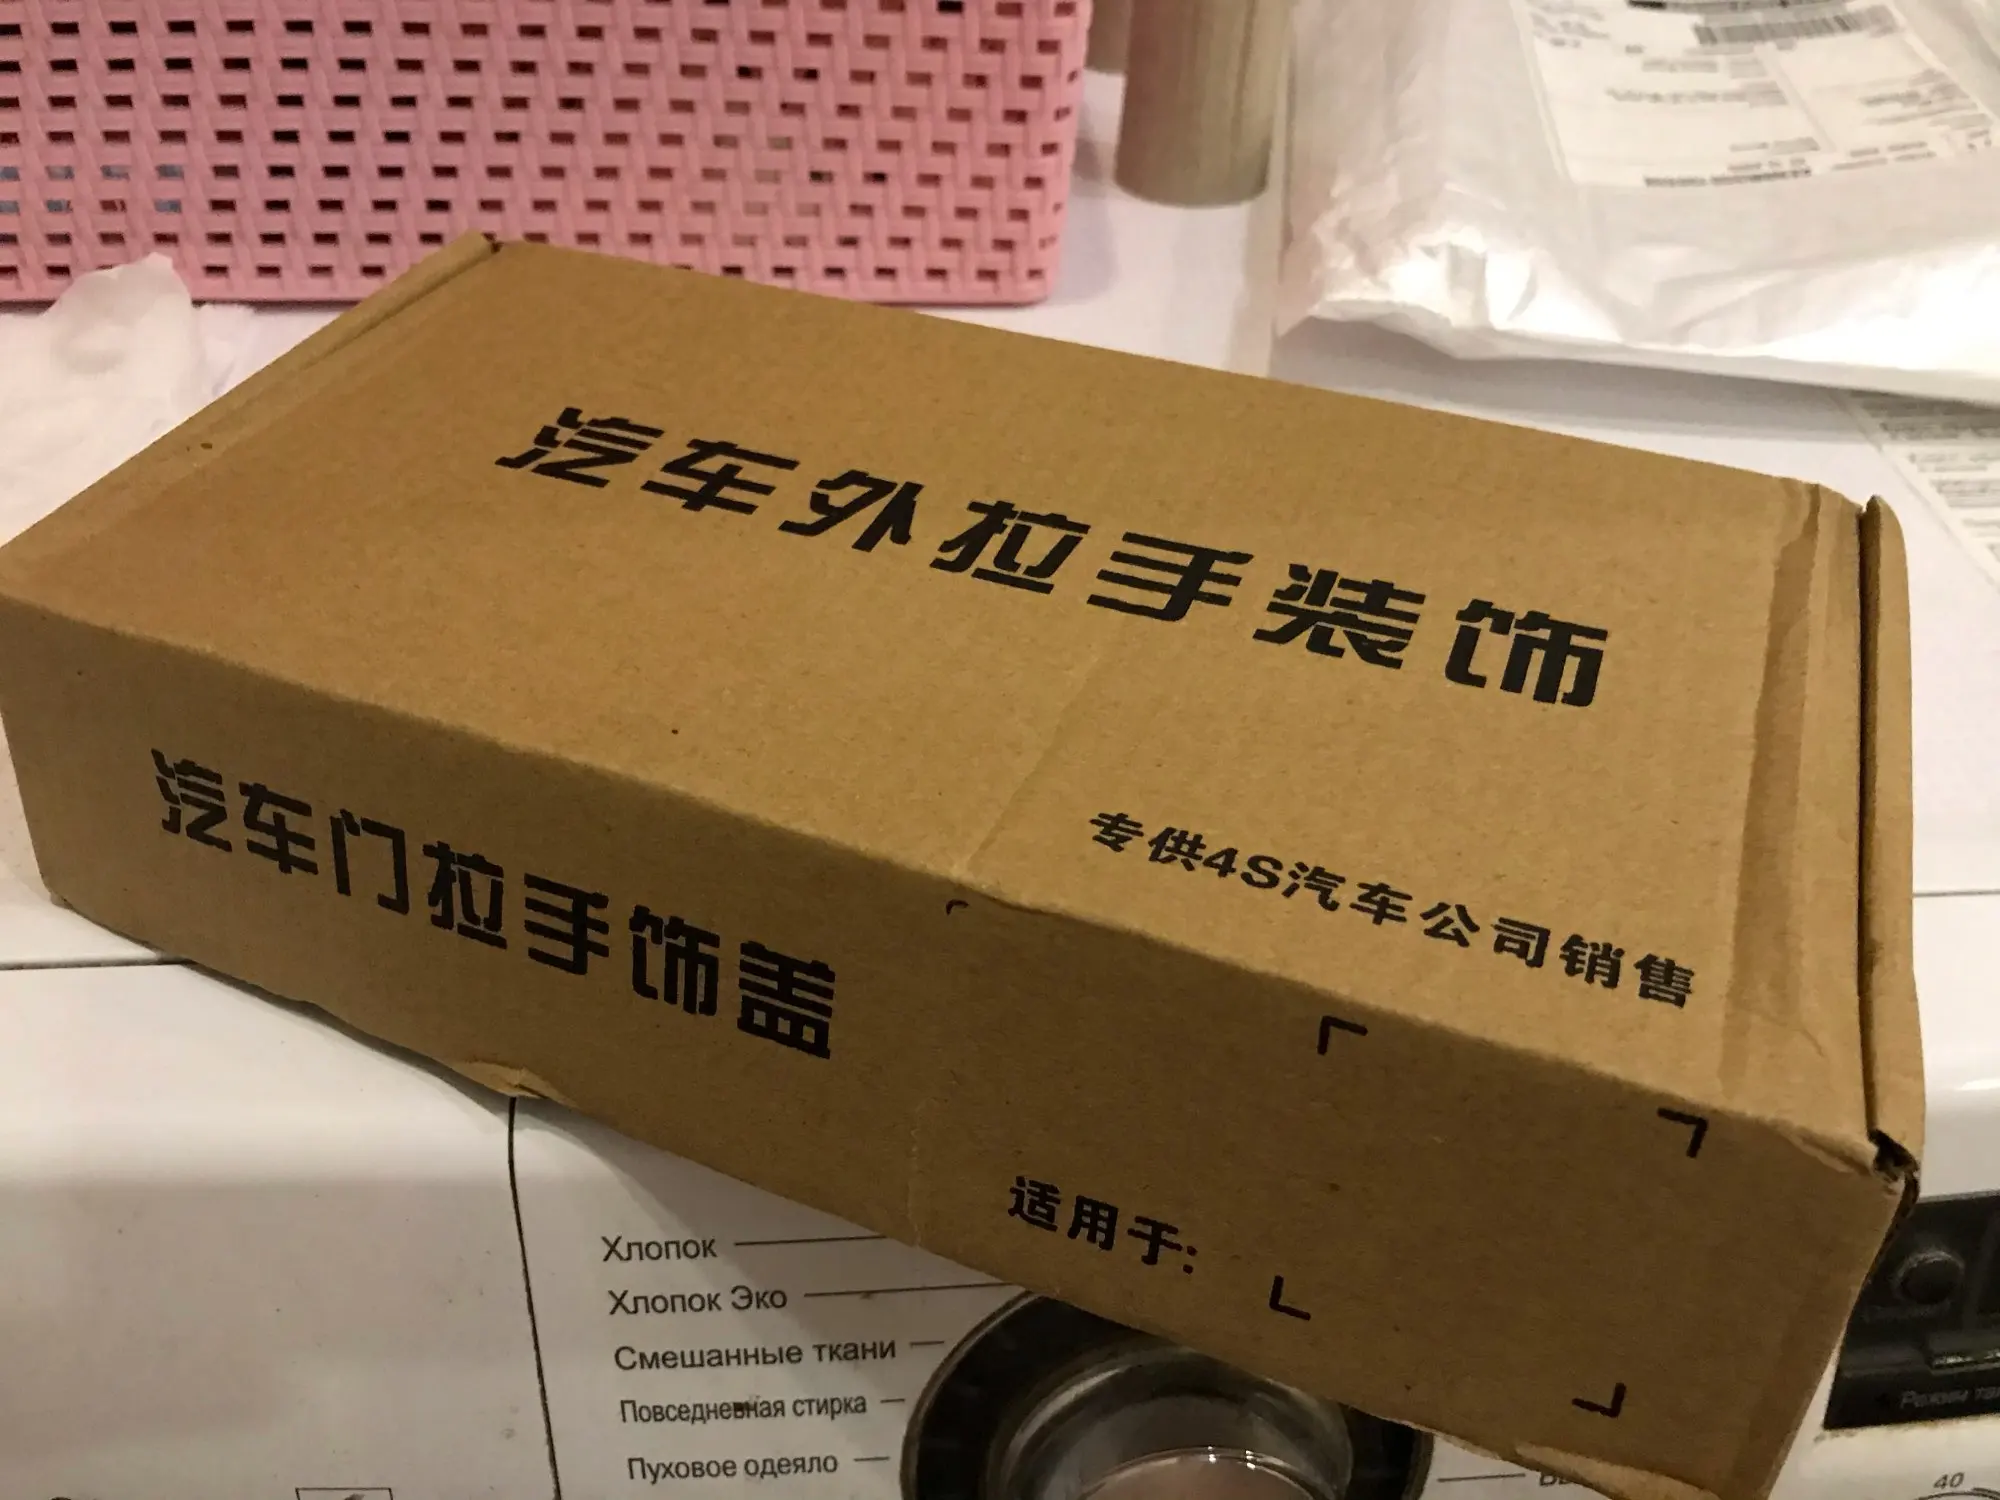 汽车外拉手装饰
专供4S汽车公司销售
汽车门拉手饰盖
适用于:
Хлопок
Хлопок Эко
Смешанные ткани
Повседневная стирка
Пуховое одеяло
Режим
40